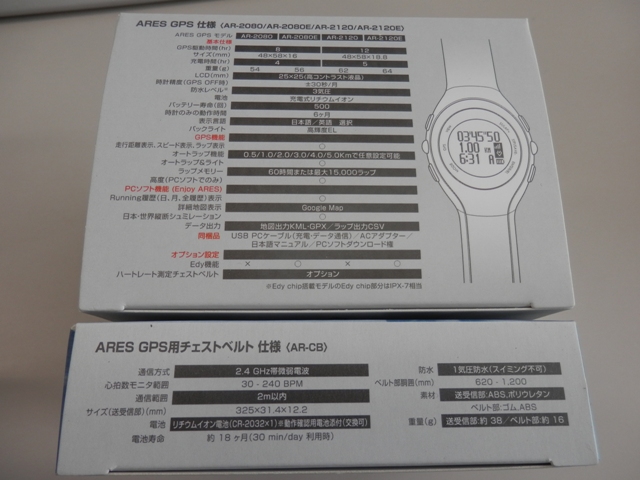 ARES GPS 仕様 (AR-2080/AR-2080E/AR-2120/AR-2120E)
ARES GPS モデル AR-2080 AR-2080E AR-2120 AR-2120E
基本仕様
GPS駆動時間(hr) 8 12
サイズ(mm) 48×58×16 48×58×18.8
充電時間(hr) 4 5
重量(g) 54 56 62 64
LCD(mm) 25×25(高コントラスト液晶)
時計精度(GPS OFF時) ±30秒/月
防水レベル* 3気圧
電池 充電式リチウムイオン
バッテリー寿命(回) 500
時計のみの動作時間 6ヶ月
表示言語 日本語/英語 選択
バックライト 高輝度EL
GPS機能
走行距離表示、スピード表示、ラップ表示 ○
オートラップ機能 0.5/1.0/2.0/3.0/4.0/5.0Kmで任意設定可能
オートラップ&ライト ○
ラップメモリー 60時間または最大15,000ラップ
高度(PCソフトでのみ) ○
PCソフト機能 (Enjoy ARES)
Running履歴(日、月、全履歴)表示 ○
詳細地図表示 Google Map
日本・世界縦断シュミレーション ○
データ出力 地図出力KML・GPX/ラップ出力CSV
同梱品 USB PCケーブル(充電・データ通信)/ACアダプター/
日本語マニュアル/PCソフトダウンロード権
オプション設定
Edy機能 × ○ × ○
ハートレート測定チェストベルト オプション
※Edy chip搭載モデルのEdy chip部分はIPX-7相当
03:45'50
1.00
6:31 A
ARES GPS用チェストベルト 仕様 (AR-CB)
通信方式 2.4 GHz帯微弱電波
心拍数モニタ範囲 30 - 240 BPM
通信範囲 2m以内
サイズ(送受信部)(mm) 325×31.4×12.2
電池 リチウムイオン電池(CR-2032×1)※動作確認用電池添付(交換可)
電池寿命 約 18 ヶ月(30 min/day 利用時)
防水 1気圧防水(スイミング不可)
ベルト部胴囲(mm) 620 - 1,200
素材 送受信部:ABS,ポリウレタン
ベルト部:ゴム,ABS
重量(g) 送受信部:約 38/ベルト部:約 16